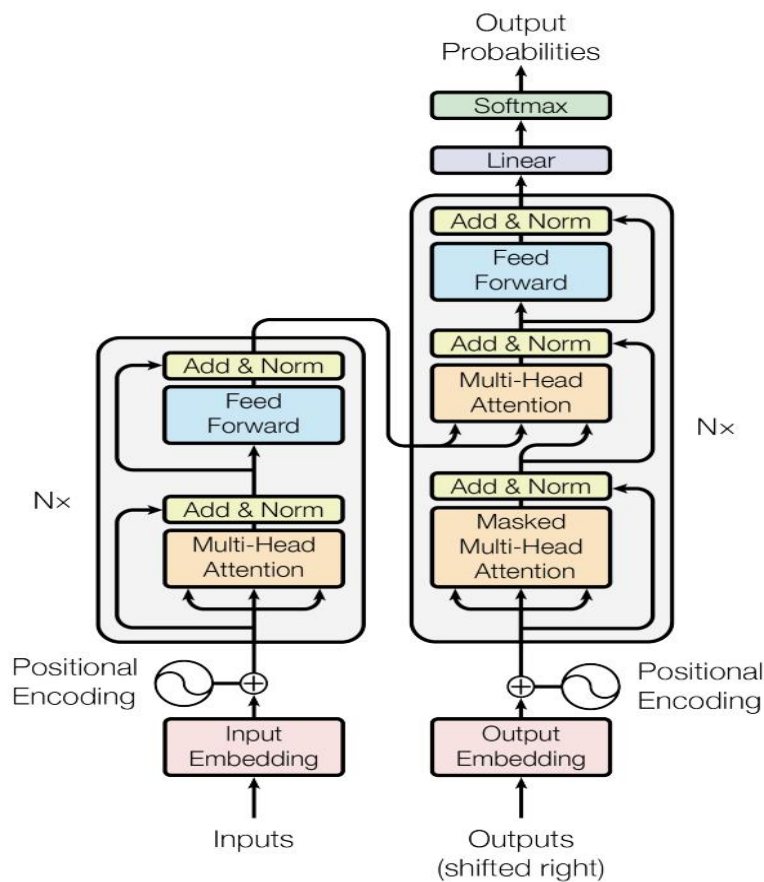 Output
Probabilities
Softmax
Linear
Add & Norm
Feed
Forward
Add & Norm
Multi-Head
Attention
Add & Norm
Masked
Multi-Head
Attention
Nx
Add & Norm
Feed
Forward
Add & Norm
Multi-Head
Attention
Nx
Positional
Encoding
Positional
Encoding
Input
Embedding
Output
Embedding
Inputs
Outputs
(shifted right)